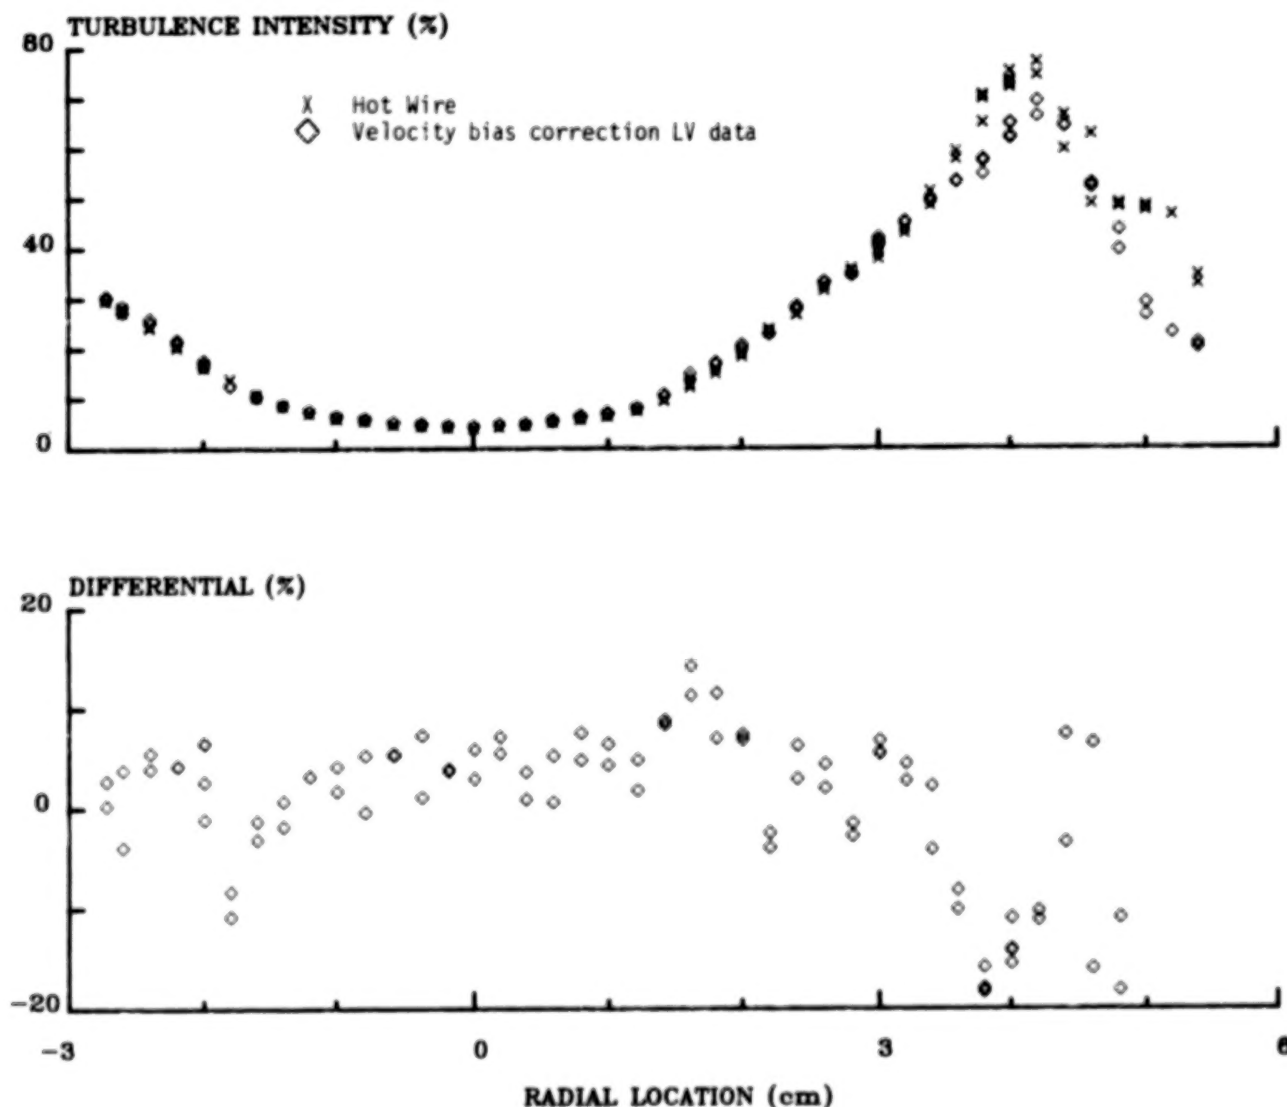 TURBULENCE INTENSITY (%)
80
x Hot Wire
◇ Velocity bias correction LV data
40
0
DIFFERENTIAL (%)
20
0
-20
-3 0 3 6
RADIAL LOCATION (cm)